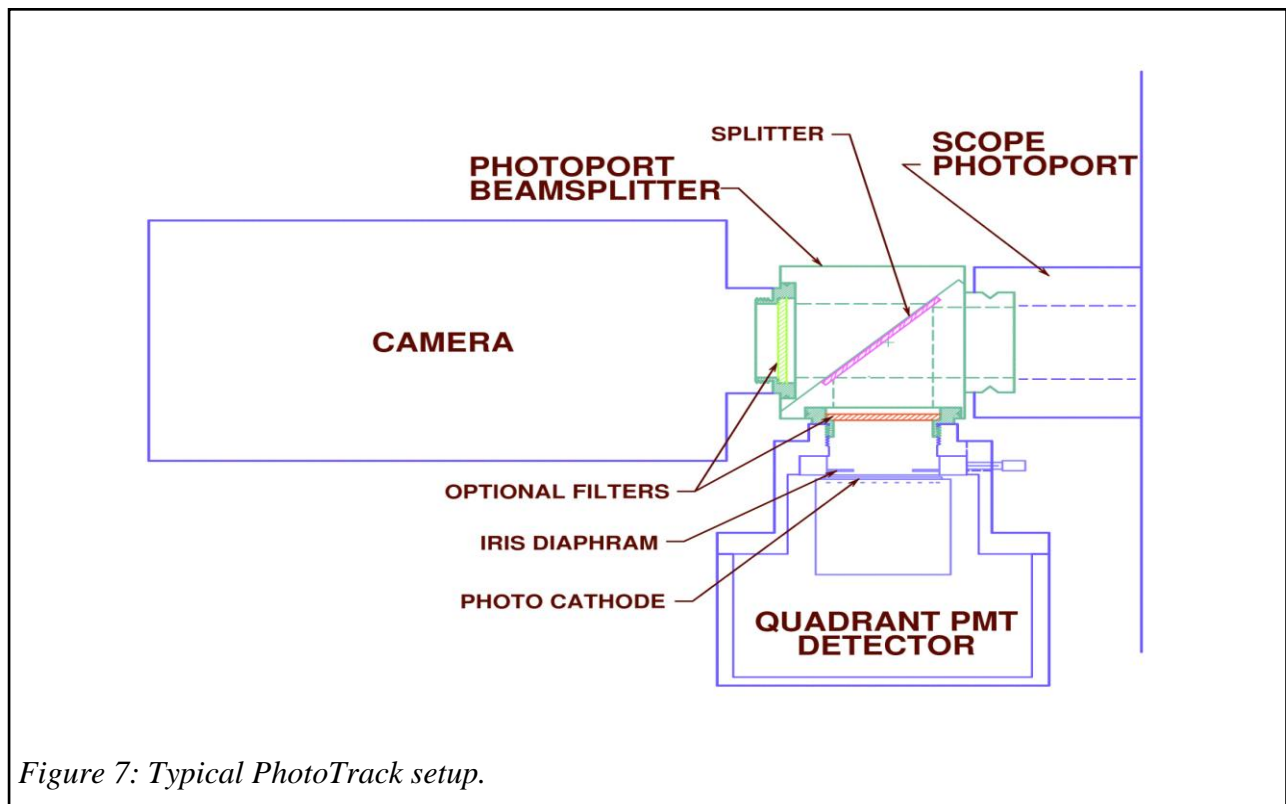 SPLITTER
SCOPE
PHOTOPORT
PHOTOPORT
BEAMSPLITTER
CAMERA
OPTIONAL FILTERS
IRIS DIAPHRAM
PHOTO CATHODE
QUADRANT PMT
DETECTOR
Figure 7: Typical PhotoTrack setup.